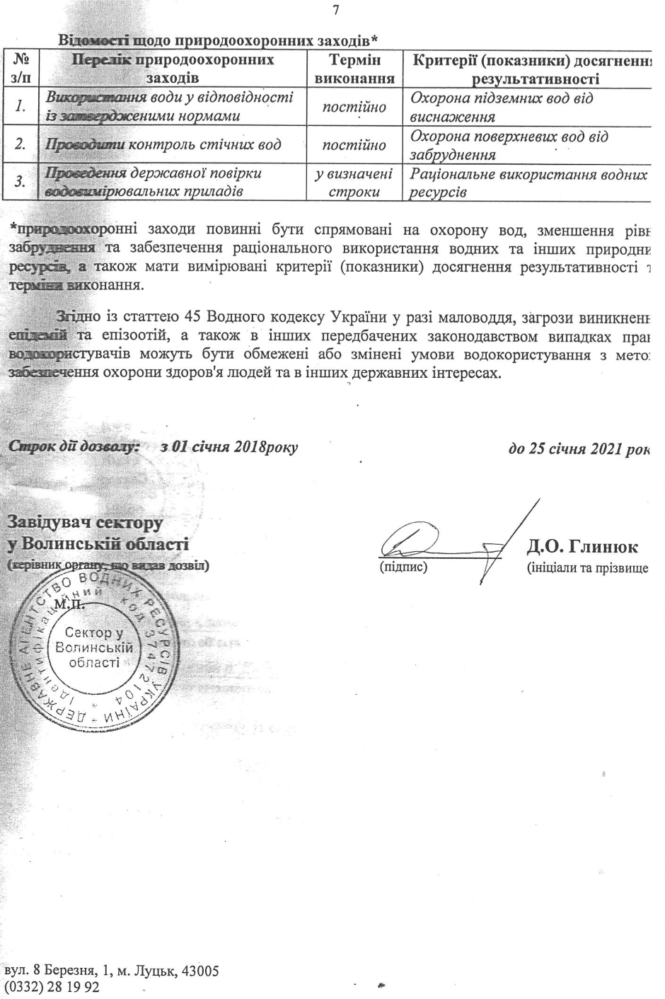 7
Відомості щодо природоохоронних заходів*
№ з/п
Перелік природоохоронних заходів
Термін виконання
Критерії (показники) досягненн
результативності
1.
Використання води у відповідності
із затвердженими нормами
постійно
Охорона підземних вод від
виснаження
2.
Проводити контроль стічних вод
постійно
Охорона поверхневих вод від
забруднення
3.
Проведення державної повірки
водовимірювальних приладів
у визначені
строки
Раціональне використання водних
ресурсів
*природоохоронні заходи повинні бути спрямовані на охорону вод, зменшення рівн
забруднення та забезпечення раціонального використання водних та інших природни
ресурсів, а також мати вимірювані критерії (показники) досягнення результативності т
терміни виконання.
Згідно із статтею 45 Водного кодексу України у разі маловоддя, загрози виникненн
епідемій та епізоотій, а також в інших передбачених законодавством випадках прав
водокористувачів можуть бути обмежені або змінені умови водокористування з мето
забезпечення охорони здоров'я людей та в інших державних інтересах.
Строк дії дозволу: з 01 січня 2018року до 25 січня 2021 рок
Завідувач сектору
у Волинській області
Д.О. Глинюк
(керівник органу, що видав дозвіл)
(підпис)
(ініціали та прізвище
М.П.
ДЕРЖАВНЕ АГЕНТСТВО ВОДНИХ РЕСУРСІВ УКРАЇНИ
* Ідентифікаційний код 37472104
Сектор у
Волинській
області
вул. 8 Березня, 1, м. Луцьк, 43005
(0332) 28 19 92